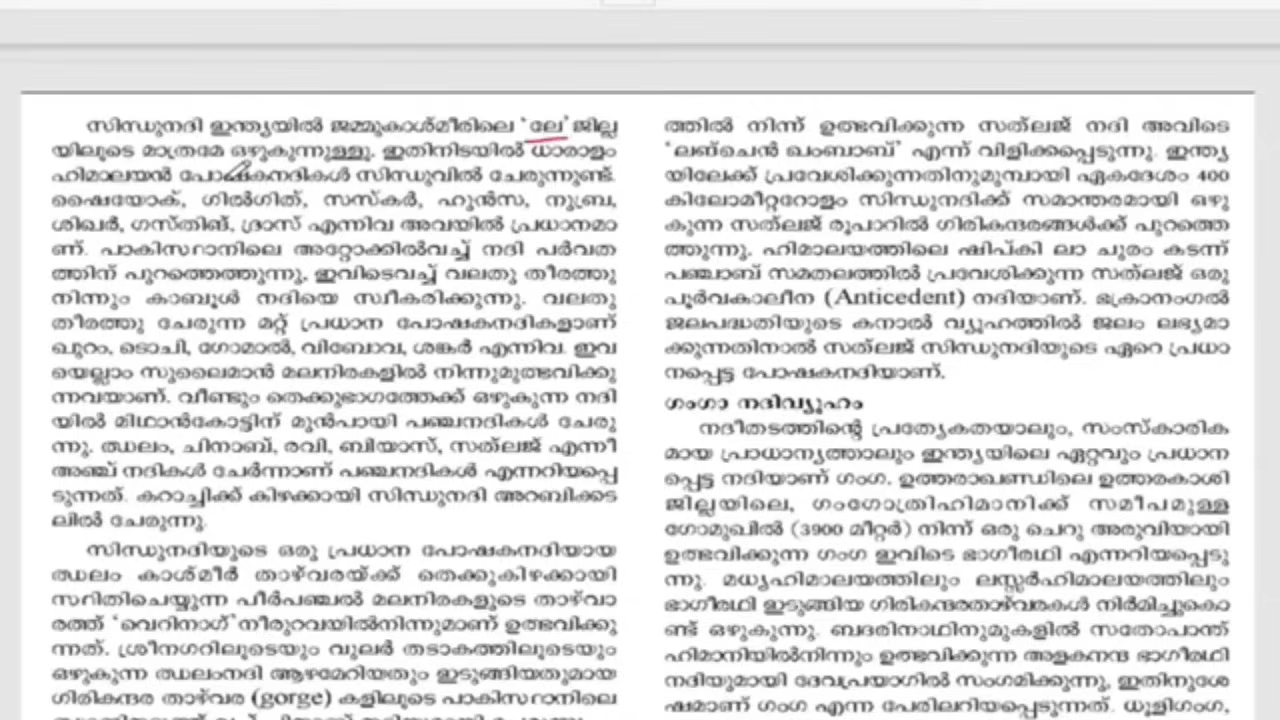 സിന്ധുനദി ഇന്ത്യയിൽ ജമ്മുകാശ്മീരിലെ 'ലേ' ജില്ല
യിലൂടെ മാത്രമേ ഒഴുകുന്നുള്ളൂ. ഇതിനിടയിൽ ധാരാളം
ഹിമാലയൻ പോഷകനദികൾ സിന്ധുവിൽ ചേരുന്നുണ്ട്.
ഷൈയോക്, ഗിൽഗിത്, സസ്കർ, ഹുൻസ, നുബ്ര,
ശിഖർ, ഗസ്തിങ്, ദ്രാസ് എന്നിവ അവയിൽ പ്രധാനമാ
ണ്. പാകിസ്ഥാനിലെ അറ്റോക്കിൽവച്ച് നദി പർവത
ത്തിന് പുറത്തെത്തുന്നു. ഇവിടെവച്ച് വലതു തീരത്തു
നിന്നും കാബൂൾ നദിയെ സ്വീകരിക്കുന്നു. വലതു
തീരത്തു ചേരുന്ന മറ്റ് പ്രധാന പോഷകനദികളാണ്
ഖുറം, ടൊചി, ഗോമാൽ, വിബോവ, ശങ്കർ എന്നിവ. ഇവ
യെല്ലാം സുലൈമാൻ മലനിരകളിൽ നിന്നുമുത്ഭവിക്കു
ന്നവയാണ്. വീണ്ടും തെക്കുഭാഗത്തേക്ക് ഒഴുകുന്ന നദി
യിൽ മിഥാൻകോട്ടിന് മുൻപായി പഞ്ചനദികൾ ചേരു
ന്നു. ഝലം, ചിനാബ്, രവി, ബിയാസ്, സത്ലജ് എന്നീ
അഞ്ച് നദികൾ ചേർന്നാണ് പഞ്ചനദികൾ എന്നറിയപ്പെ
ടുന്നത്. കറാച്ചിക്ക് കിഴക്കായി സിന്ധുനദി അറബിക്കട
ലിൽ ചേരുന്നു.
സിന്ധുനദിയുടെ ഒരു പ്രധാന പോഷകനദിയായ
ഝലം കാശ്മീർ താഴ്‌വരയ്ക്ക് തെക്കുകിഴക്കായി
സ്ഥിതിചെയ്യുന്ന പീർപഞ്ചൽ മലനിരകളുടെ താഴ്‌വാ
രത്ത് 'വെറിനാഗ്' നീരുറവയിൽനിന്നുമാണ് ഉത്ഭവിക്കു
ന്നത്. ശ്രീനഗറിലൂടെയും വൂലർ തടാകത്തിലൂടെയും
ഒഴുകുന്ന ഝലംനദി ആഴമേറിയതും ഇടുങ്ങിയതുമായ
ഗിരികന്ദര താഴ്‌വര (gorge) കളിലൂടെ പാകിസ്ഥാനിലെ
ത്തിൽ നിന്ന് ഉത്ഭവിക്കുന്ന സത്ലജ് നദി അവിടെ
'ലങ്ചെൻ ഖംബാബ്' എന്ന് വിളിക്കപ്പെടുന്നു. ഇന്ത്യ
യിലേക്ക് പ്രവേശിക്കുന്നതിനുമുമ്പായി ഏകദേശം 400
കിലോമീറ്ററോളം സിന്ധുനദിക്ക് സമാന്തരമായി ഒഴു
കുന്ന സത്ലജ് രൂപാറിൽ ഗിരികന്ദരങ്ങൾക്ക് പുറത്തെ
ത്തുന്നു. ഹിമാലയത്തിലെ ഷിപ്കി ലാ ചുരം കടന്ന്
പഞ്ചാബ് സമതലത്തിൽ പ്രവേശിക്കുന്ന സത്ലജ് ഒരു
പൂർവകാലീന (Anticedent) നദിയാണ്. ഭക്രാനംഗൽ
ജലപദ്ധതിയുടെ കനാൽ വ്യൂഹത്തിൽ ജലം ലഭ്യമാ
ക്കുന്നതിനാൽ സത്ലജ് സിന്ധുനദിയുടെ ഏറെ പ്രധാ
നപ്പെട്ട പോഷകനദിയാണ്.
ഗംഗാ നദിവ്യൂഹം
നദീതടത്തിന്റെ പ്രത്യേകതയാലും, സംസ്കാരിക
മായ പ്രാധാന്യത്താലും ഇന്ത്യയിലെ ഏറ്റവും പ്രധാന
പ്പെട്ട നദിയാണ് ഗംഗ. ഉത്തരാഖണ്ഡിലെ ഉത്തരകാശി
ജില്ലയിലെ, ഗംഗോത്രിഹിമാനിക്ക് സമീപമുള്ള
ഗോമുഖിൽ (3900 മീറ്റർ) നിന്ന് ഒരു ചെറു അരുവിയായി
ഉത്ഭവിക്കുന്ന ഗംഗ ഇവിടെ ഭാഗീരഥി എന്നറിയപ്പെടു
ന്നു. മധ്യഹിമാലയത്തിലും ലസ്സർഹിമാലയത്തിലും
ഭാഗീരഥി ഇടുങ്ങിയ ഗിരികന്ദരതാഴ്‌വരകൾ നിർമിച്ചുകൊ
ണ്ട് ഒഴുകുന്നു. ബദരിനാഥിനുമുകളിൽ സതോപാന്ത്
ഹിമാനിയിൽനിന്നും ഉത്ഭവിക്കുന്ന അളകനന്ദ ഭാഗീരഥി
നദിയുമായി ദേവപ്രയാഗിൽ സംഗമിക്കുന്നു, ഇതിനുശേ
ഷമാണ് ഗംഗ എന്ന പേരിലറിയപ്പെടുന്നത്. ധൂളിഗംഗ,